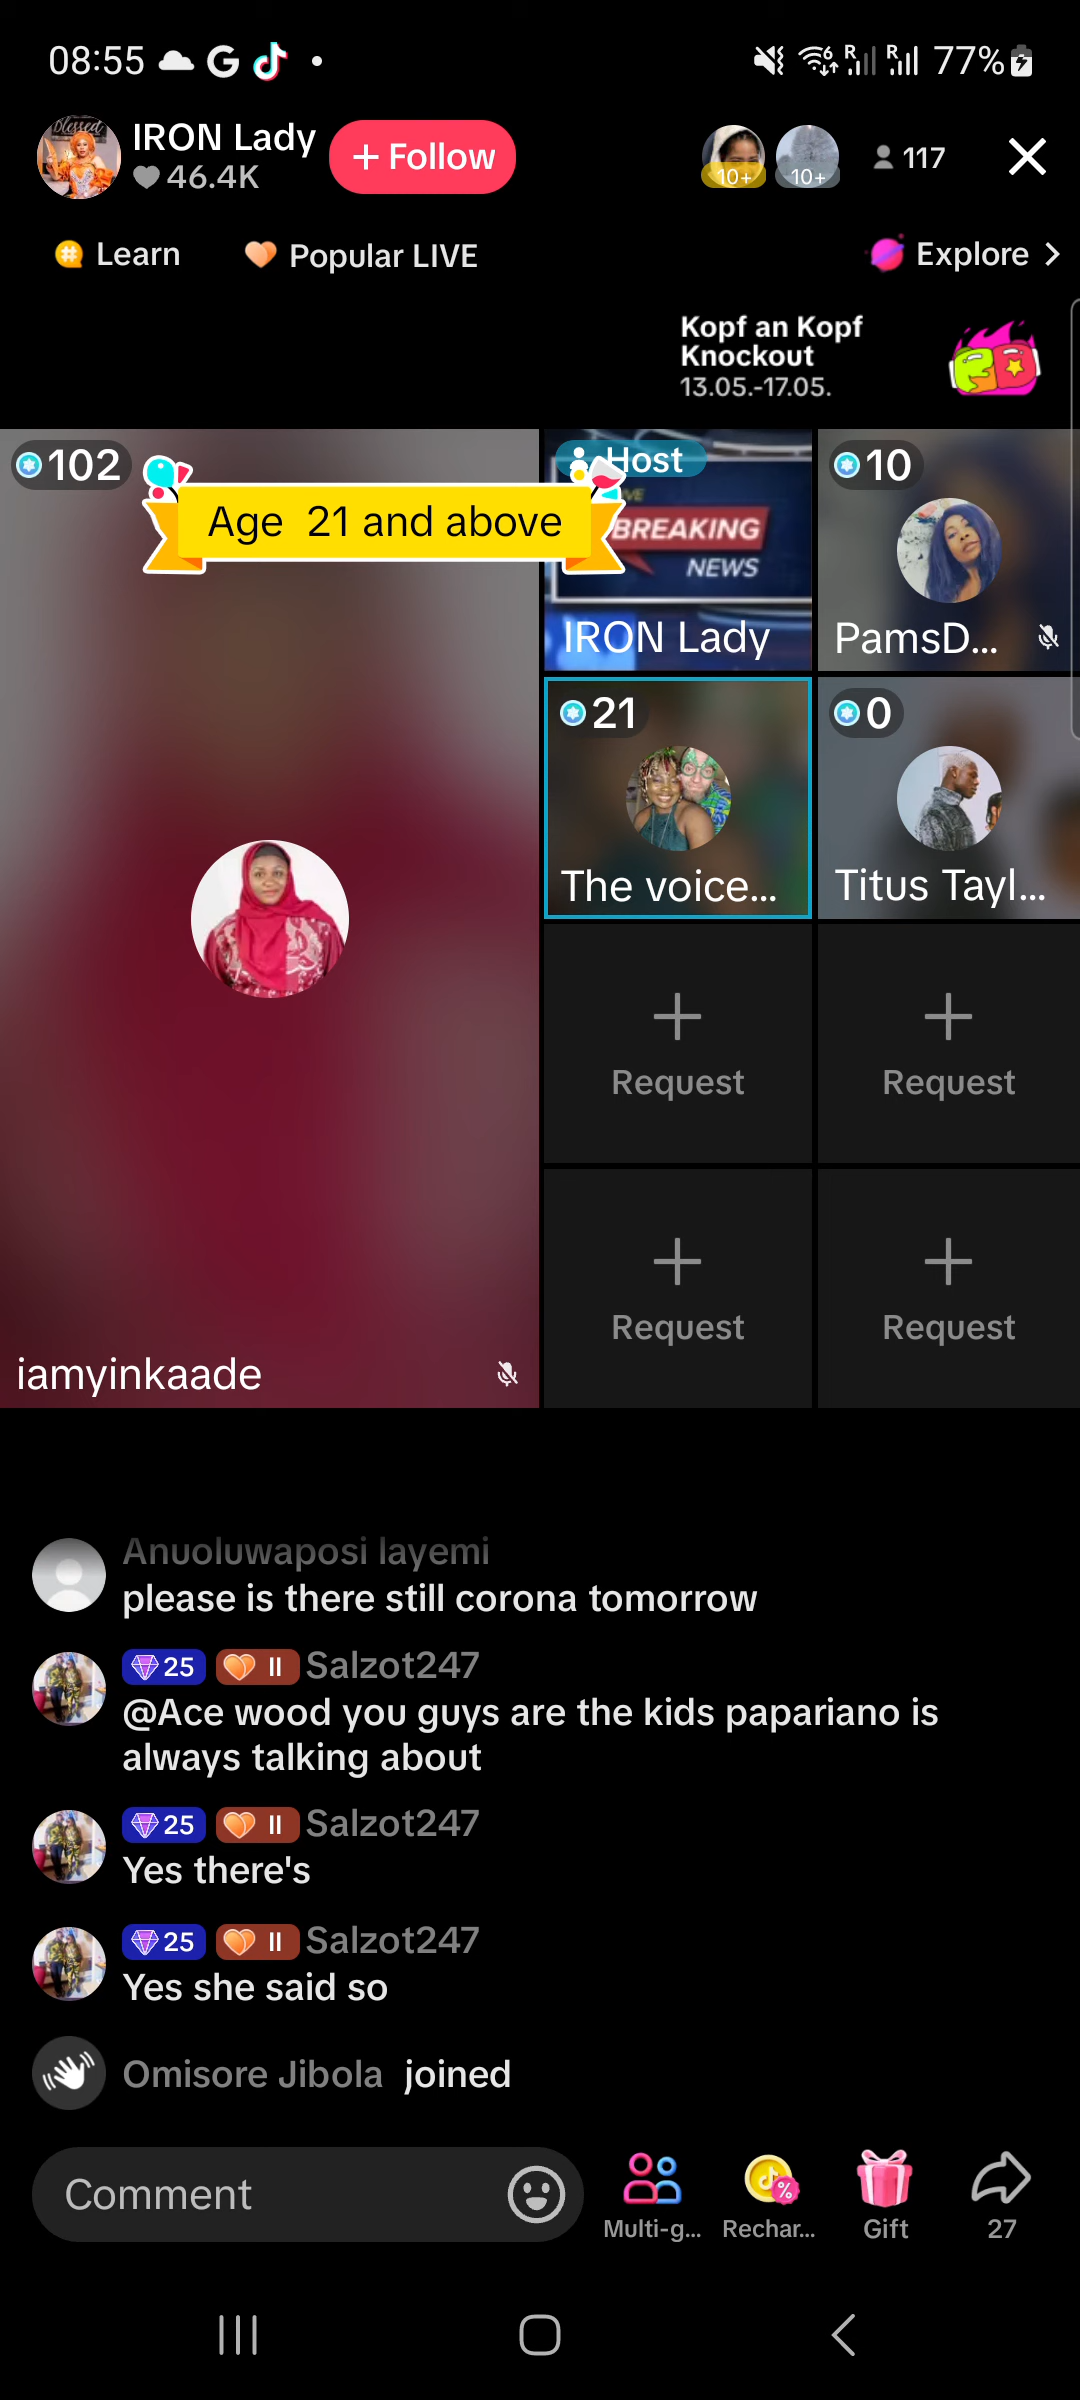 08:55
77%
Blessed
IRON Lady
46.4K
+ Follow
10+
10+
117
Learn
Popular LIVE
Explore
Kopf an Kopf
Knockout
13.05.-17.05.
102
Age 21 and above
Host
BREAKING
NEWS
IRON Lady
10
PamsD...
21
The voice...
0
Titus Tayl...
Request
Request
Request
Request
iamyinkaade
Anuoluwaposi layemi
please is there still corona tomorrow
25 II Salzot247
@Ace wood you guys are the kids papariano is
always talking about
25 II Salzot247
Yes there's
25 II Salzot247
Yes she said so
Omisore Jibola joined
Comment
Multi-g...
Rechar...
Gift
27